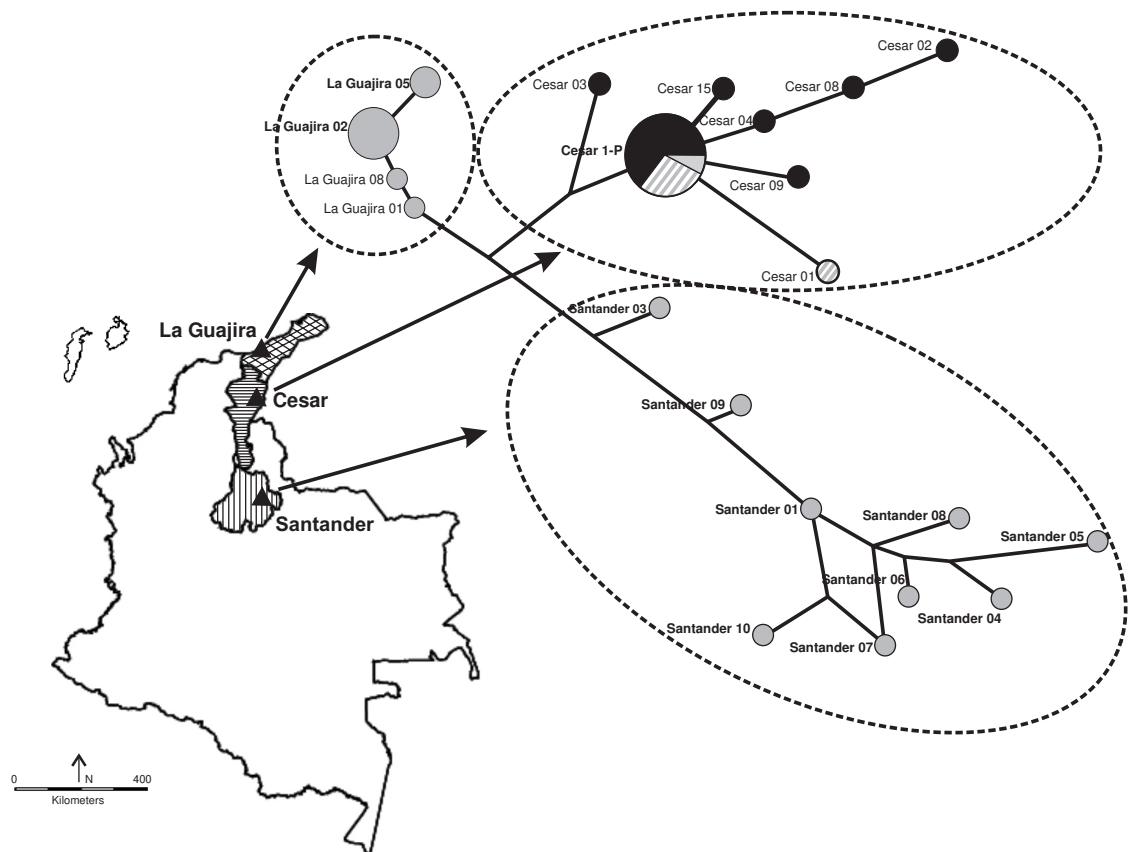 Cesar 02
La Guajira 05
Cesar 03
Cesar 15
Cesar 08
La Guajira 02
Cesar 04
Cesar 1-P
La Guajira 08
Cesar 09
La Guajira 01
Cesar 01
Santander 03
La Guajira
Cesar
Santander 09
Santander 01
Santander 08
Santander
Santander 05
Santander 06
Santander 04
Santander 10
Santander 07
0 N 400
Kilometers